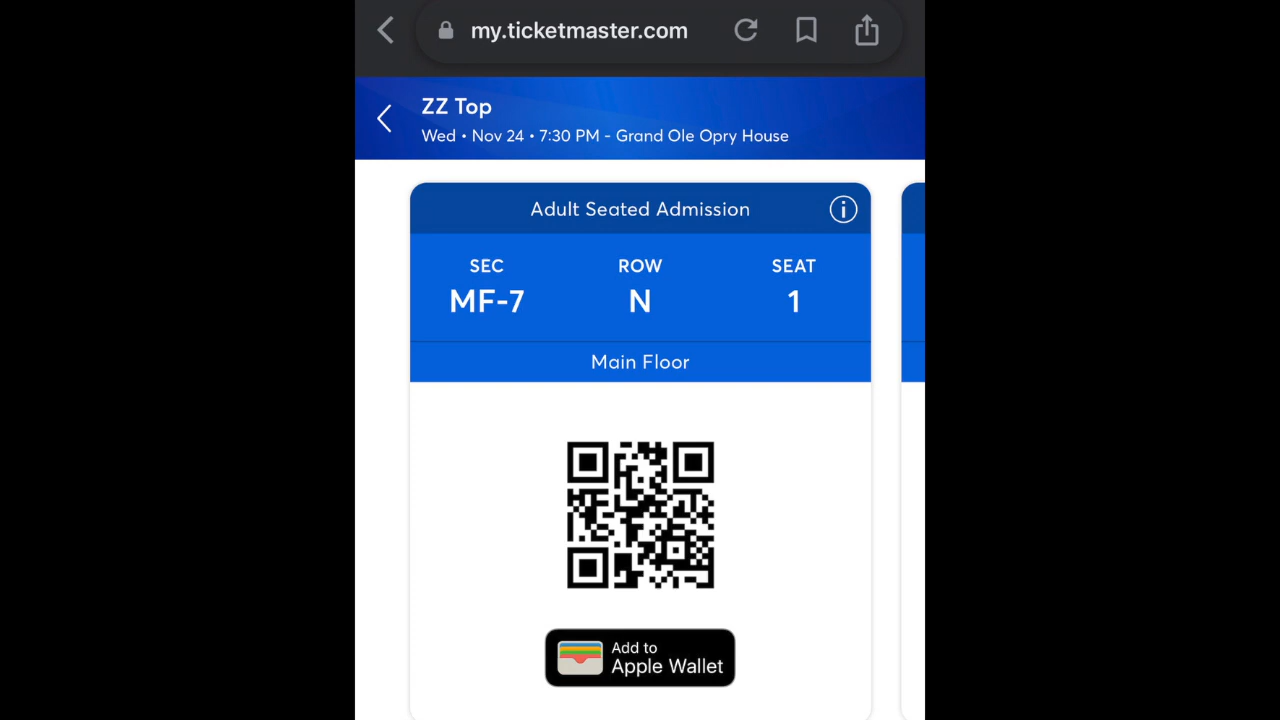 my.ticketmaster.com
ZZ Top
Wed • Nov 24 • 7:30 PM - Grand Ole Opry House
Adult Seated Admission
SEC ROW SEAT
MF-7 N 1
Main Floor
Add to
Apple Wallet